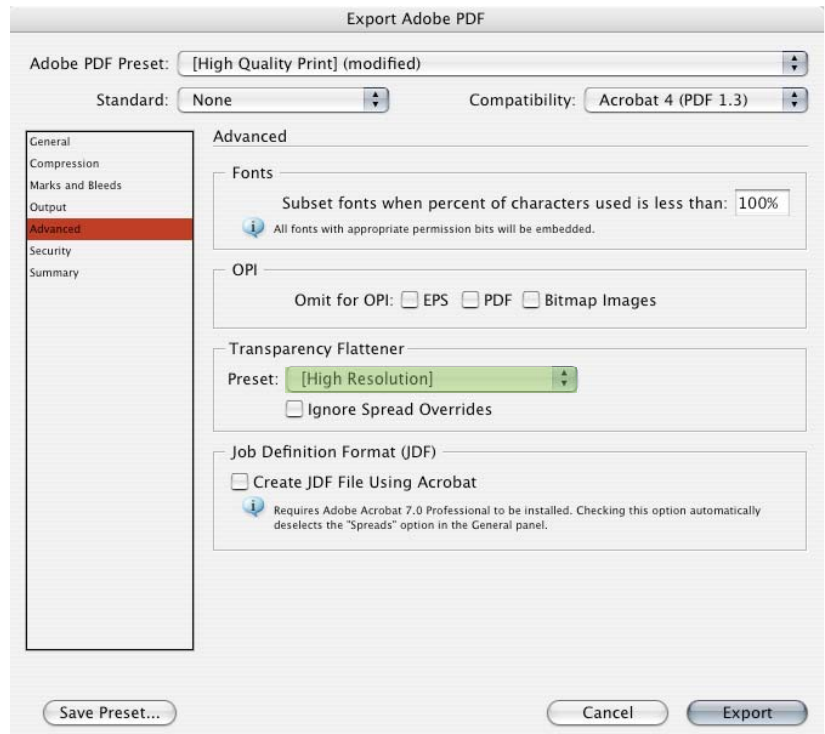 Export Adobe PDF
Adobe PDF Preset: [High Quality Print] (modified)
Standard: None Compatibility: Acrobat 4 (PDF 1.3)
General
Compression
Marks and Bleeds
Output
Advanced
Security
Summary
Advanced
Fonts
Subset fonts when percent of characters used is less than: 100%
All fonts with appropriate permission bits will be embedded.
OPI
Omit for OPI: EPS PDF Bitmap Images
Transparency Flattener
Preset: [High Resolution]
Ignore Spread Overrides
Job Definition Format (JDF)
Create JDF File Using Acrobat
Requires Adobe Acrobat 7.0 Professional to be installed. Checking this option automatically
deselects the "Spreads" option in the General panel.
Save Preset... Cancel Export